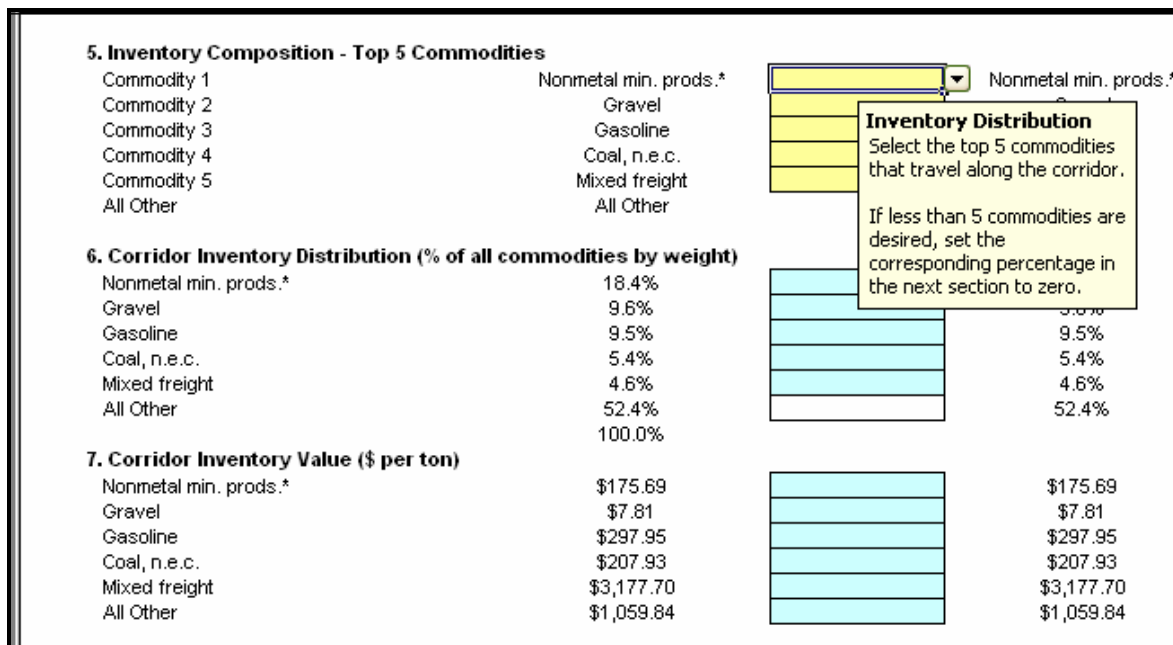 5. Inventory Composition - Top 5 Commodities
Commodity 1 Nonmetal min. prods.* Nonmetal min. prods.*
Commodity 2 Gravel
Commodity 3 Gasoline
Commodity 4 Coal, n.e.c.
Commodity 5 Mixed freight
All Other All Other
Inventory Distribution
Select the top 5 commodities
that travel along the corridor.
If less than 5 commodities are
desired, set the
corresponding percentage in
the next section to zero.
6. Corridor Inventory Distribution (% of all commodities by weight)
Nonmetal min. prods.* 18.4%
Gravel 9.6%
Gasoline 9.5% 9.5%
Coal, n.e.c. 5.4% 5.4%
Mixed freight 4.6% 4.6%
All Other 52.4% 52.4%
100.0%
7. Corridor Inventory Value ($ per ton)
Nonmetal min. prods.* $175.69 $175.69
Gravel $7.81 $7.81
Gasoline $297.95 $297.95
Coal, n.e.c. $207.93 $207.93
Mixed freight $3,177.70 $3,177.70
All Other $1,059.84 $1,059.84